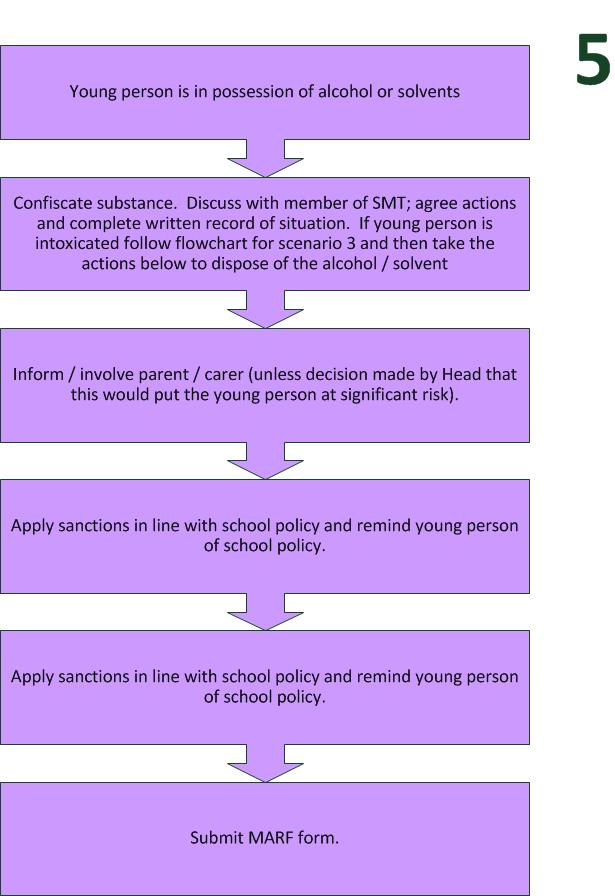 5
Young person is in possession of alcohol or solvents
Confiscate substance.  Discuss with member of SMT; agree actions
and complete written record of situation.  If young person is
intoxicated follow flowchart for scenario 3 and then take the
actions below to dispose of the alcohol / solvent
Inform / involve parent / carer (unless decision made by Head that
this would put the young person at significant risk).
Apply sanctions in line with school policy and remind young person
of school policy.
Apply sanctions in line with school policy and remind young person
of school policy.
Submit MARF form.